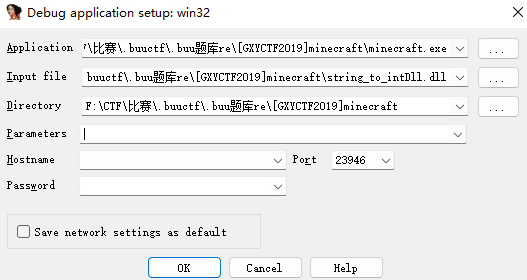 Debug application setup: win32
Application '\比赛\.buuctf\.buu题库re\[GXYCTF2019]minecraft\minecraft.exe ...
Input file buuctf\.buu题库re\[GXYCTF2019]minecraft\string_to_intDll.dll ...
Directory F:\CTF\比赛\.buuctf\.buu题库re\[GXYCTF2019]minecraft ...
Parameters
Hostname Port 23946
Password
Save network settings as default
OK Cancel Help